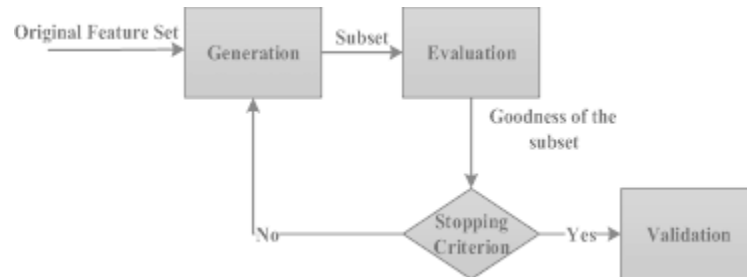 Original Feature Set
Generation
Subset
Evaluation
Goodness of the
subset
Stopping
Criterion
No
Yes
Validation